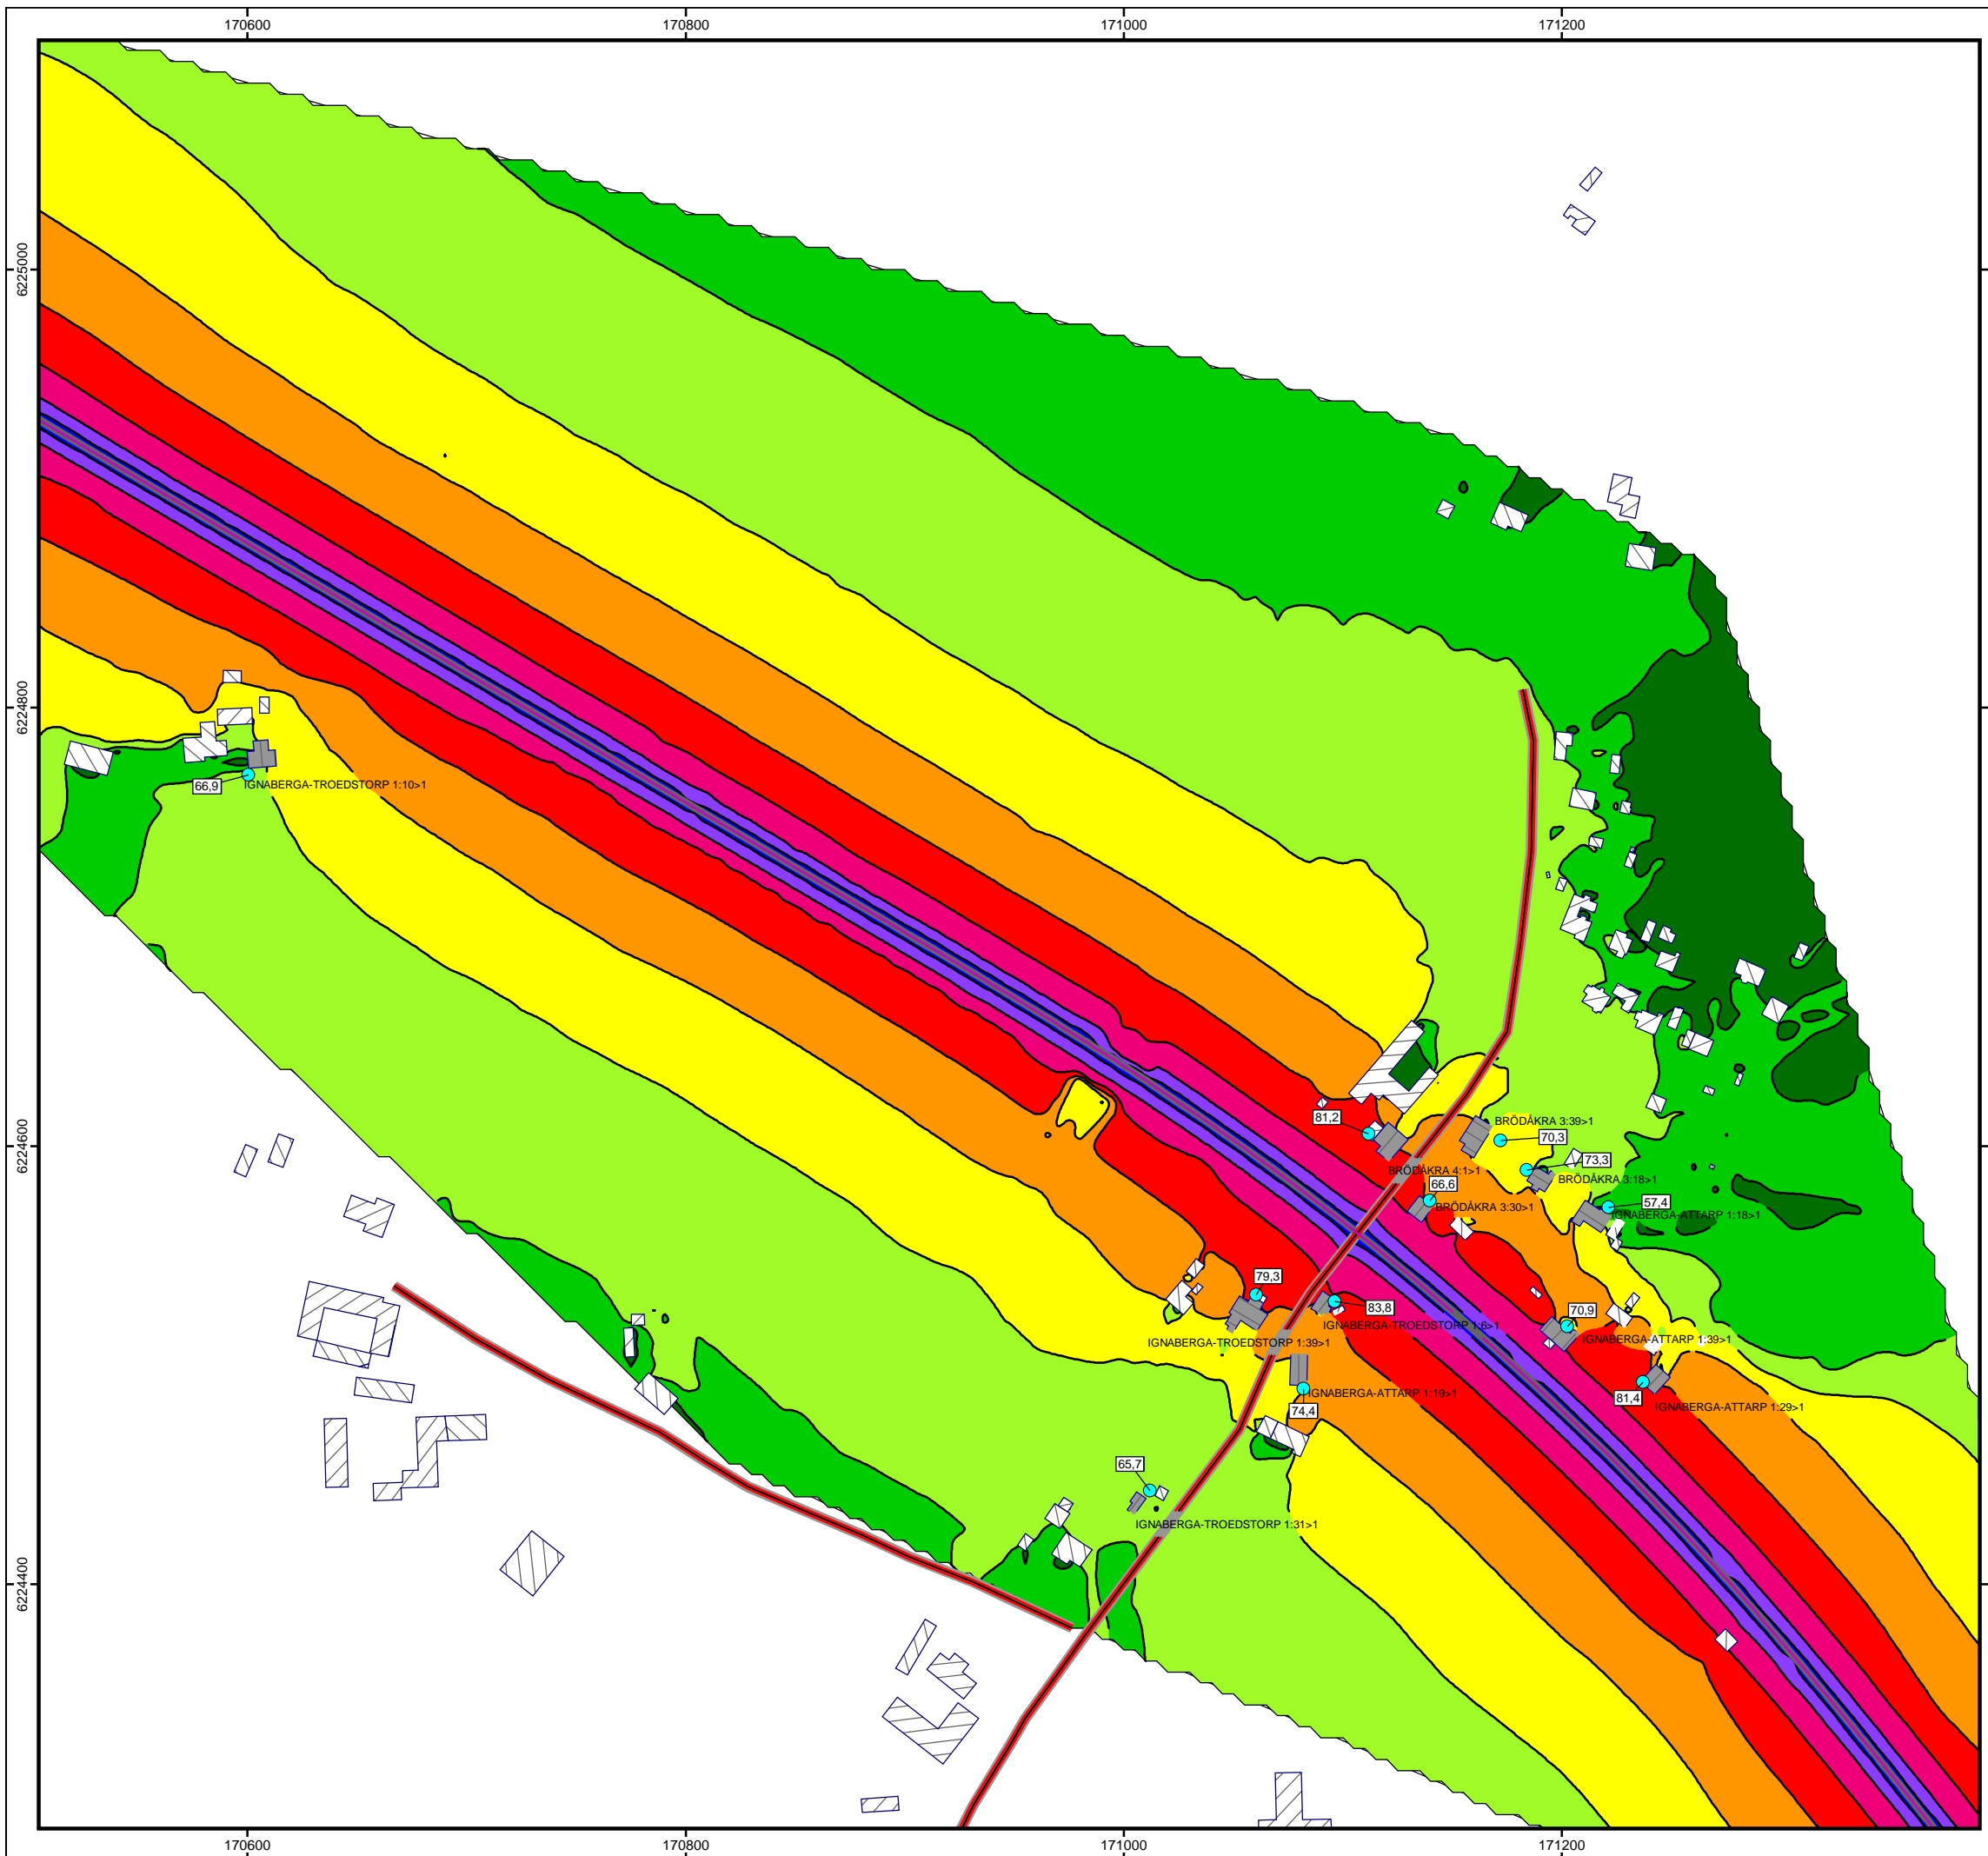 170600
170800
171000
171200
6225000
6224800
66,9
IGNABERGA-TROEDSTORP 1:10>1
6224600
81,2
BRÖDÅKRA 3:39>1
70,3
BRÖDÅKRA 4:1>1
73,3
66,6
BRÖDÅKRA 3:18>1
BRÖDÅKRA 3:30>1
57,4
IGNABERGA-ATTARP 1:18>1
79,3
83,8
IGNABERGA-TROEDSTORP 1:6>1
70,9
IGNABERGA-TROEDSTORP 1:39>1
IGNABERGA-ATTARP 1:39>1
IGNABERGA-ATTARP 1:19>1
81,4
74,4
IGNABERGA-ATTARP 1:29>1
65,7
IGNABERGA-TROEDSTORP 1:31>1
6224400
170600
170800
171000
171200